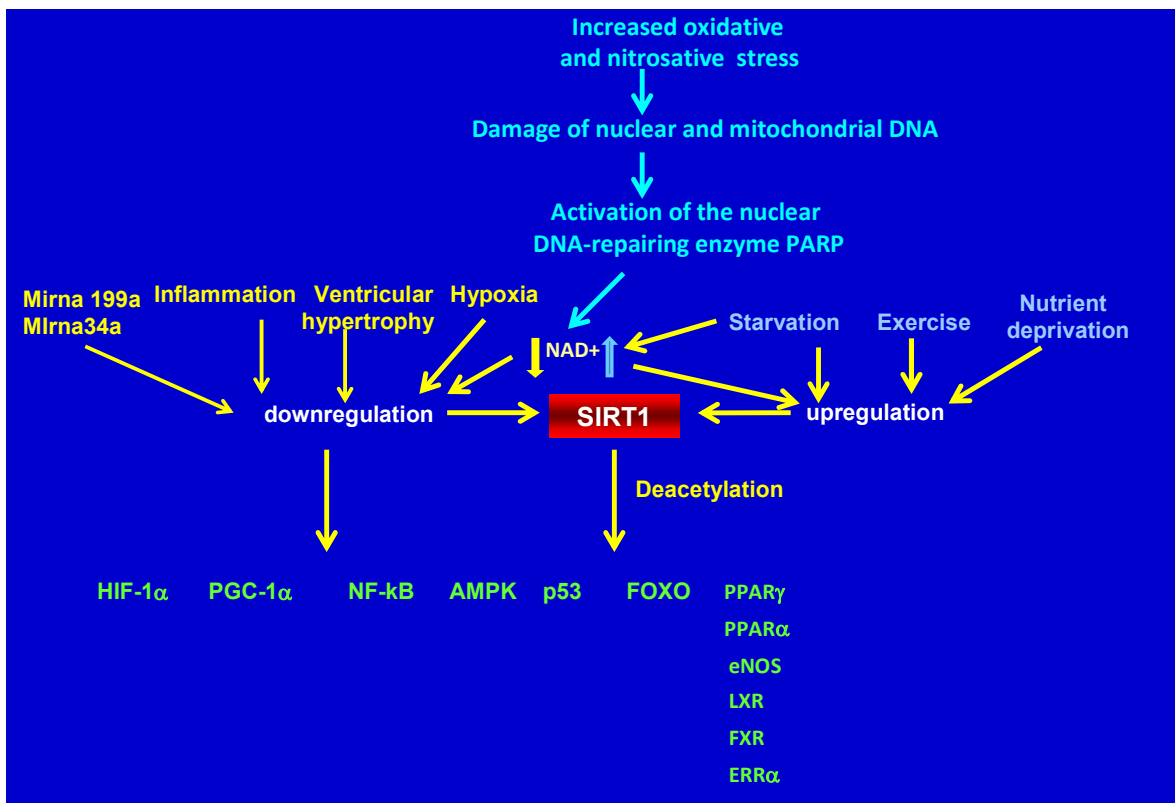 Increased oxidative
and nitrosative stress
Damage of nuclear and mitochondrial DNA
Activation of the nuclear
DNA-repairing enzyme PARP
Mirna 199a
MIrna34a
Inflammation
Ventricular
hypertrophy
Hypoxia
NAD+
Starvation
Exercise
Nutrient
deprivation
downregulation
SIRT1
upregulation
Deacetylation
HIF-1α
PGC-1α
NF-kB
AMPK
p53
FOXO
PPARγ
PPARα
eNOS
LXR
FXR
ERRα